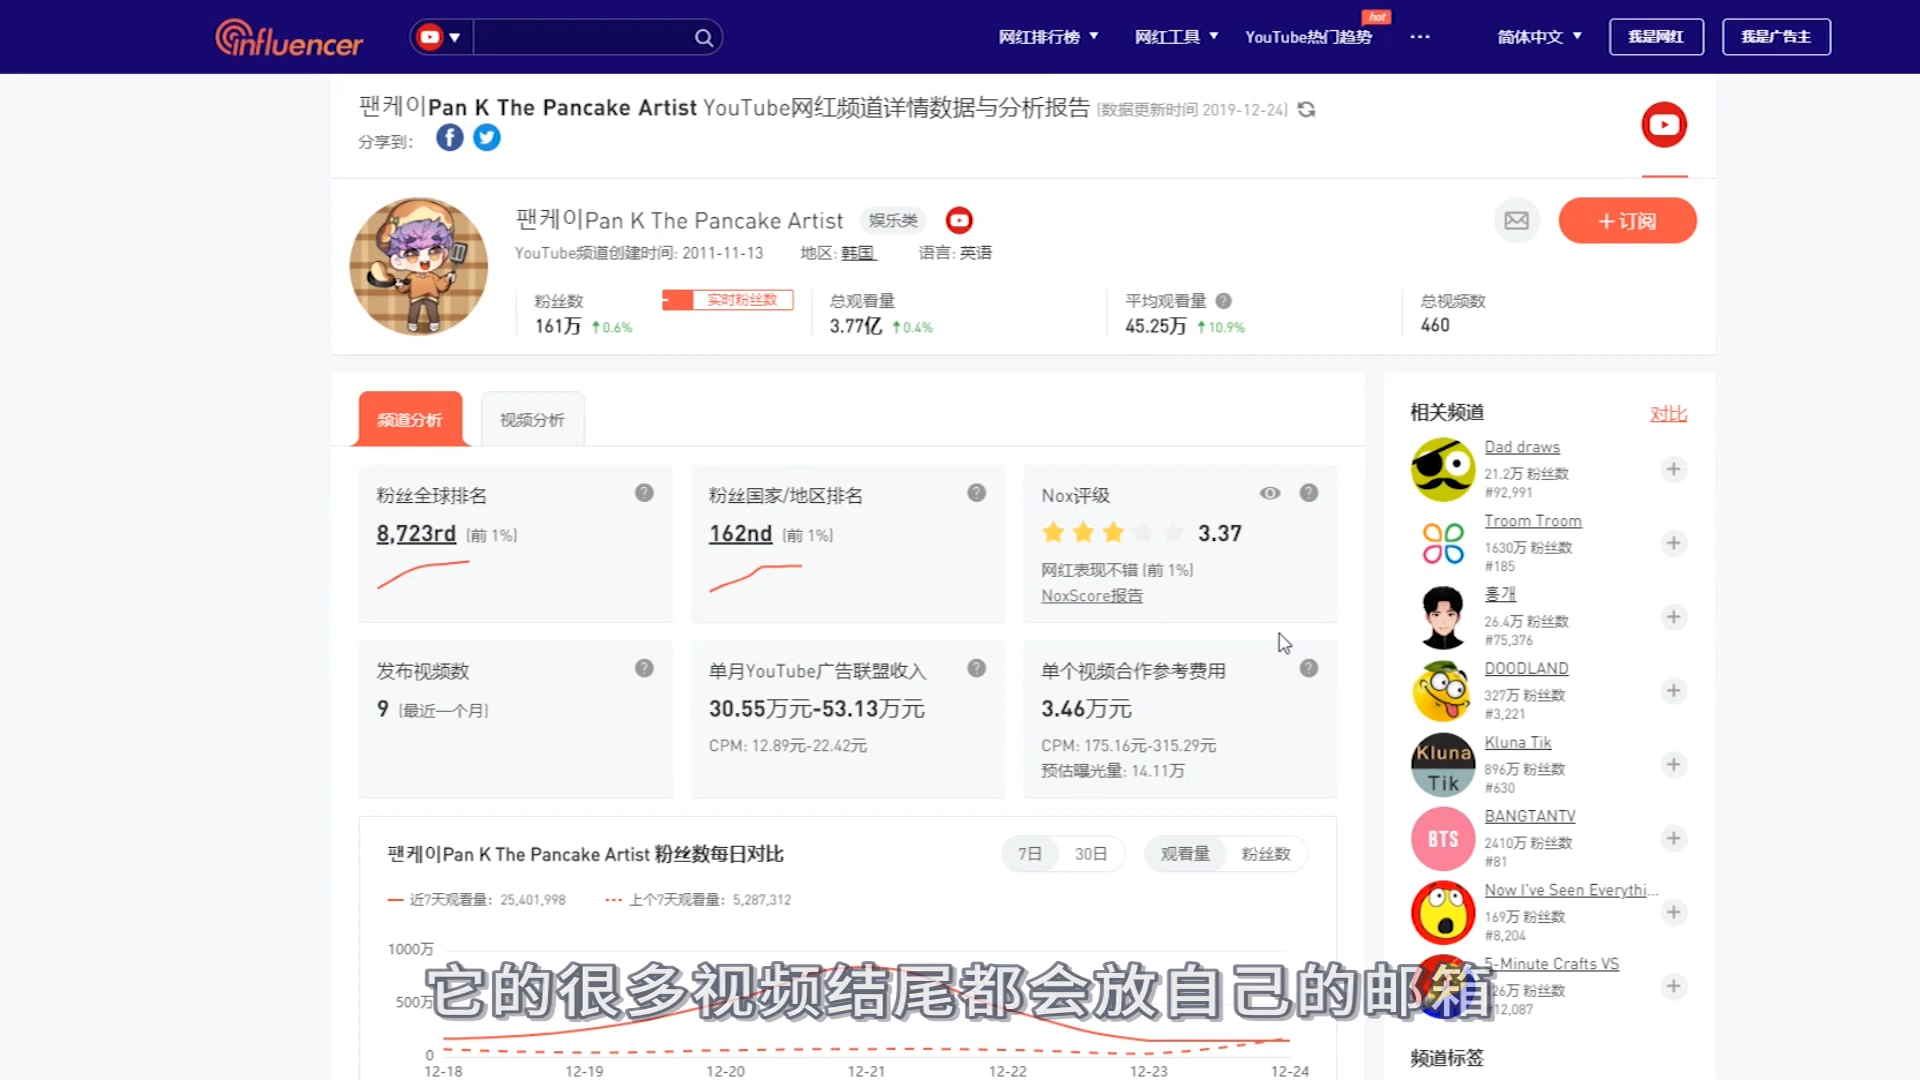 influencer
网红排行榜
网红工具
YouTube热门趋势
hot
...
简体中文
我是网红
我是广告主
팬케이Pan K The Pancake Artist YouTube网红频道详情数据与分析报告 (数据更新时间 2019-12-24)
分享到:
팬케이Pan K The Pancake Artist 娱乐类
YouTube频道创建时间: 2011-11-13 地区: 韩国 语言: 英语
+订阅
粉丝数 实时粉丝数 总观看量 平均观看量 ? 总视频数
161万 0.6% 3.77亿 0.4% 45.25万 10.9% 460
频道分析 视频分析
粉丝全球排名 ?
8,723rd (前 1%)
粉丝国家/地区排名 ?
162nd (前 1%)
Nox评级 ?
3.37
网红表现不错 (前 1%)
NoxScore报告
发布视频数 ?
9 (最近一个月)
单月YouTube广告联盟收入 ?
30.55万元-53.13万元
CPM: 12.89元-22.42元
单个视频合作参考费用 ?
3.46万元
CPM: 175.16元-315.29元
预估曝光量: 14.11万
팬케이Pan K The Pancake Artist 粉丝数每日对比
7日 30日 观看量 粉丝数
近7天观看量: 25,401,998 上个7天观看量: 5,287,312
1000万
500万
0
12-18 12-19 12-20 12-21 12-22 12-23 12-24
它的很多视频结尾都会放自己的邮箱
相关频道 对比
Dad draws
21.2万 粉丝数
#92,991
Troom Troom
1630万 粉丝数
#185
홍개
26.4万 粉丝数
#75,376
DOODLAND
327万 粉丝数
#3,221
Kluna Tik
Kluna Tik
896万 粉丝数
#630
BTS
BANGTANTV
2410万 粉丝数
#81
Now I've Seen Everythi...
169万 粉丝数
#8,204
5-Minute Crafts VS
26万 粉丝数
12,087
频道标签